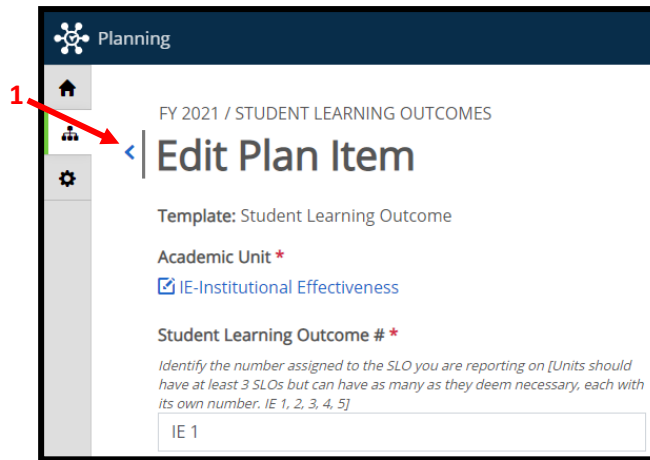 Planning
1
FY 2021 / STUDENT LEARNING OUTCOMES
Edit Plan Item
Template: Student Learning Outcome
Academic Unit *
IE-Institutional Effectiveness
Student Learning Outcome # *
Identify the number assigned to the SLO you are reporting on [Units should
have at least 3 SLOs but can have as many as they deem necessary, each with
its own number. IE 1, 2, 3, 4, 5]
IE 1